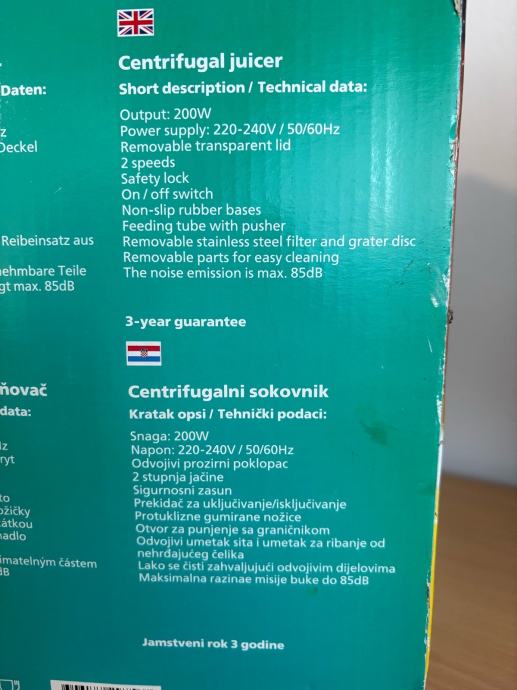 Centrifugal juicer
Short description / Technical data:
Output: 200W
Power supply: 220-240V / 50/60Hz
Removable transparent lid
2 speeds
Safety lock
On / off switch
Non-slip rubber bases
Feeding tube with pusher
Removable stainless steel filter and grater disc
Removable parts for easy cleaning
The noise emission is max. 85dB
3-year guarantee
Centrifugalni sokovnik
Kratak opsi / Tehnički podaci:
Snaga: 200W
Napon: 220-240V / 50/60Hz
Odvojivi prozirni poklopac
2 stupnja jačine
Sigurnosni zasun
Prekidač za uključivanje/isključivanje
Protuklizne gumirane nožice
Otvor za punjenje sa graničnikom
Odvojivi umetak sita i umetak za ribanje od
nehrđajućeg čelika
Lako se čisti zahvaljujući odvojivim dijelovima
Maksimalna razinae misije buke do 85dB
Jamstveni rok 3 godine
Daten:
z
Deckel
Reibeinsatz aus
nehmbare Teile
gt max. 85dB
ňovač
data:
Hz
ryt
to
ožičky
átkou
nadlo
ímatelným částem
dB